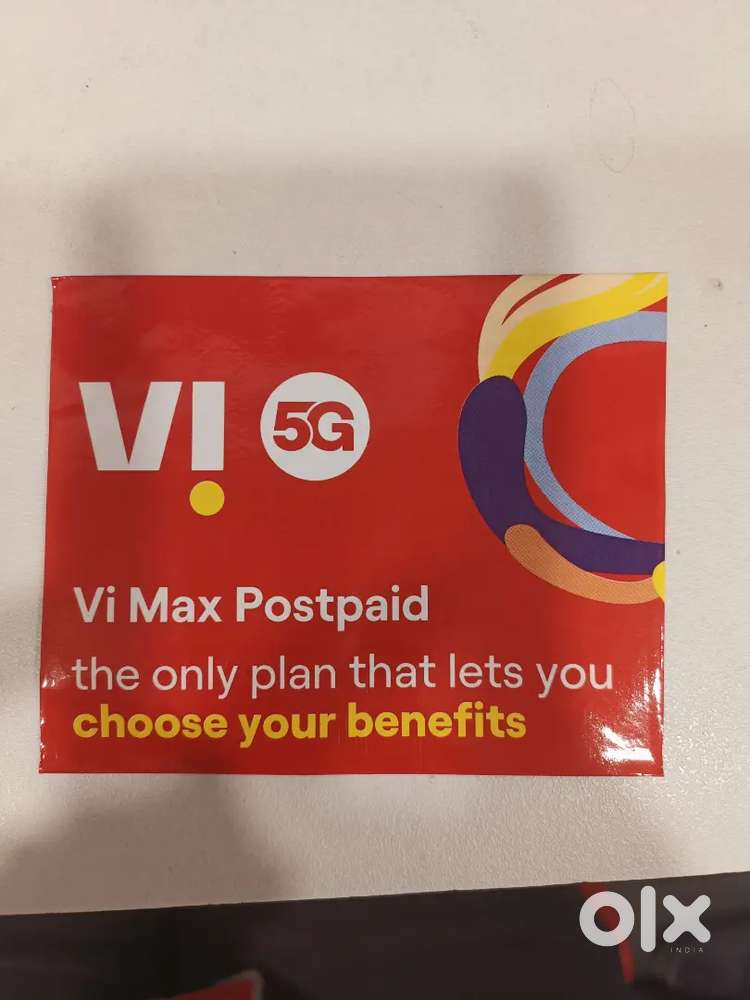 Vi 5G
Vi Max Postpaid
the only plan that lets you
choose your benefits
olx
INDIA